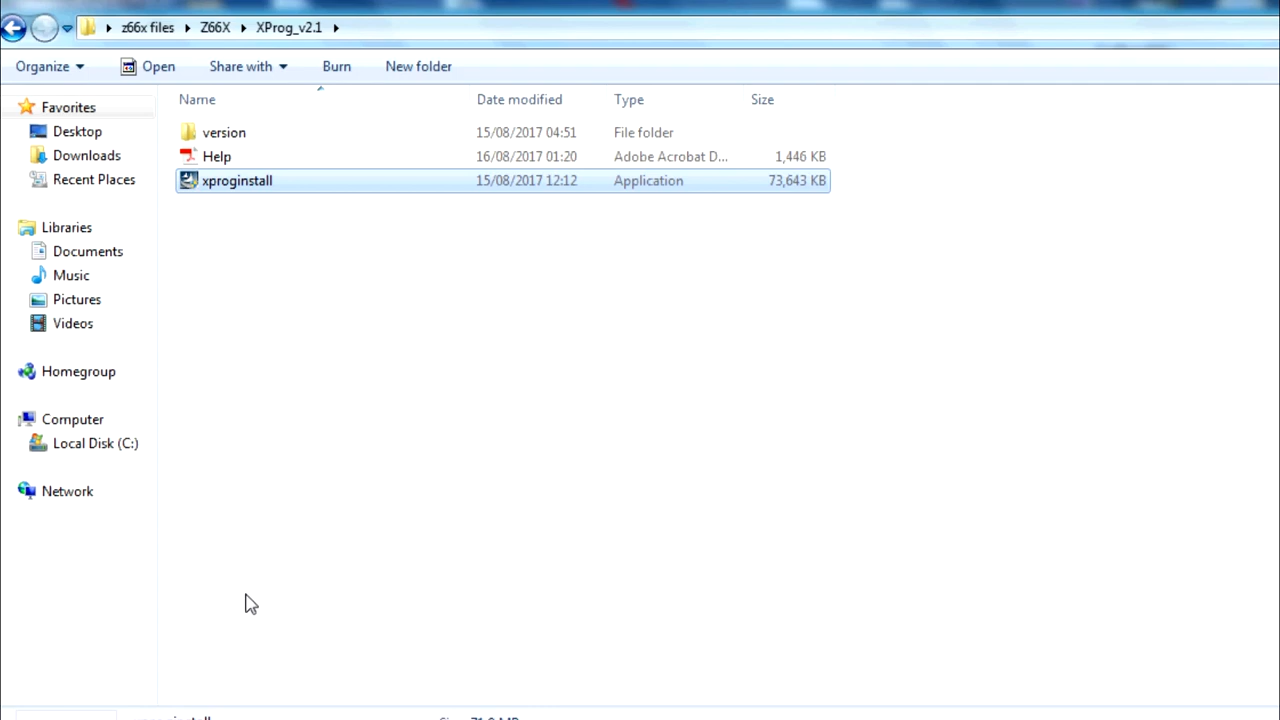 z66x files Z66X XProg_v2.1
Organize Open Share with Burn New folder
Name Date modified Type Size
Favorites
Desktop
Downloads
Recent Places
Libraries
Documents
Music
Pictures
Videos
Homegroup
Computer
Local Disk (C:)
Network
version 15/08/2017 04:51 File folder
Help 16/08/2017 01:20 Adobe Acrobat D... 1,446 KB
xproginstall 15/08/2017 12:12 Application 73,643 KB